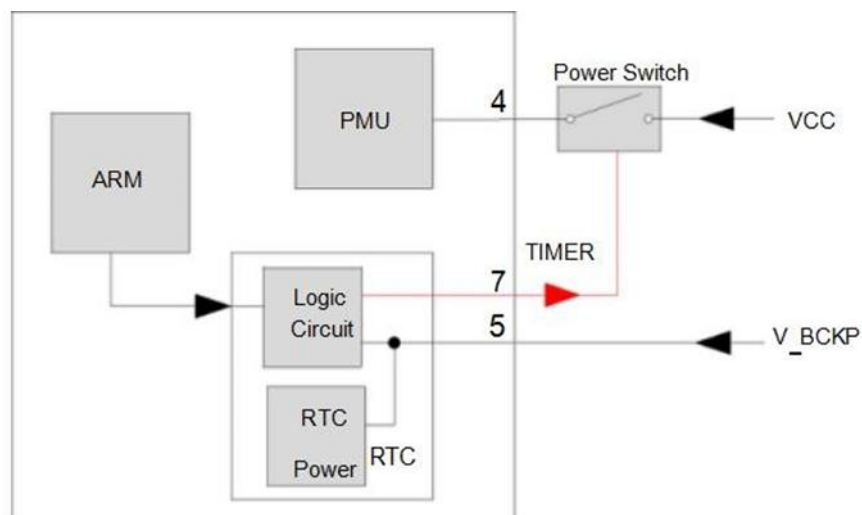 Power Switch
4
PMU
VCC
ARM
TIMER
7
Logic
Circuit
5
V_BCKP
RTC
Power
RTC